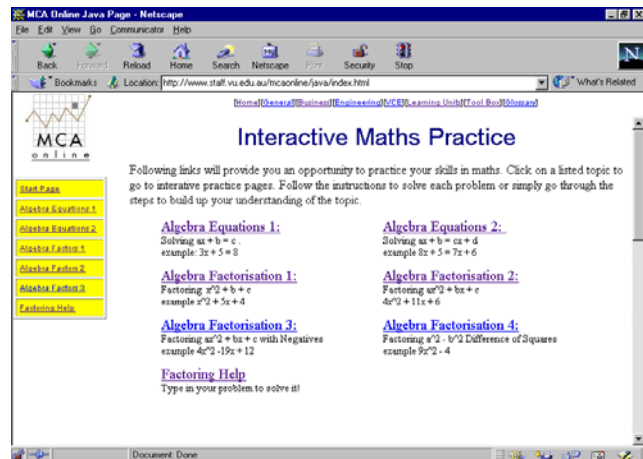 MCA Online Java Page - Netscape
File Edit View Go Communicator Help
Back Forward Reload Home Search Netscape Print Security Stop
Bookmarks Location: http://www.staff.vu.edu.au/mcaonline/java/index.html What's Related
[Home][General][Business][Engineering][VCE][Learning Units][Tool Box][Glossary]
MCA
online
Interactive Maths Practice
Following links will provide you an opportunity to practice your skills in maths. Click on a listed topic to
go to interative practice pages. Follow the instructions to solve each problem or simply go through the
steps to build up your understanding of the topic.
Start Page
Algebra Equations 1
Algebra Equations 2
Algebra Factors 1
Algebra Factors 2
Algebra Factors 3
Factoring Help
Algebra Equations 1:
Solving ax + b = c .
example: 3x + 5 = 8
Algebra Equations 2:
Solving ax + b = cx + d
example: 8x + 5 = 7x + 6
Algebra Factorisation 1:
Factoring x^2 + b + c
example x^2 + 5x + 4
Algebra Factorisation 2:
Factoring ax^2 + bx + c
4x^2 + 11x + 6
Algebra Factorisation 3:
Factoring ax^2 + bx + c with Negatives
example 4x^2 -19x + 12
Algebra Factorisation 4:
Factoring a^2 - b^2 Difference of Squares
example 9x^2 - 4
Factoring Help
Type in your problem to solve it!
Document: Done